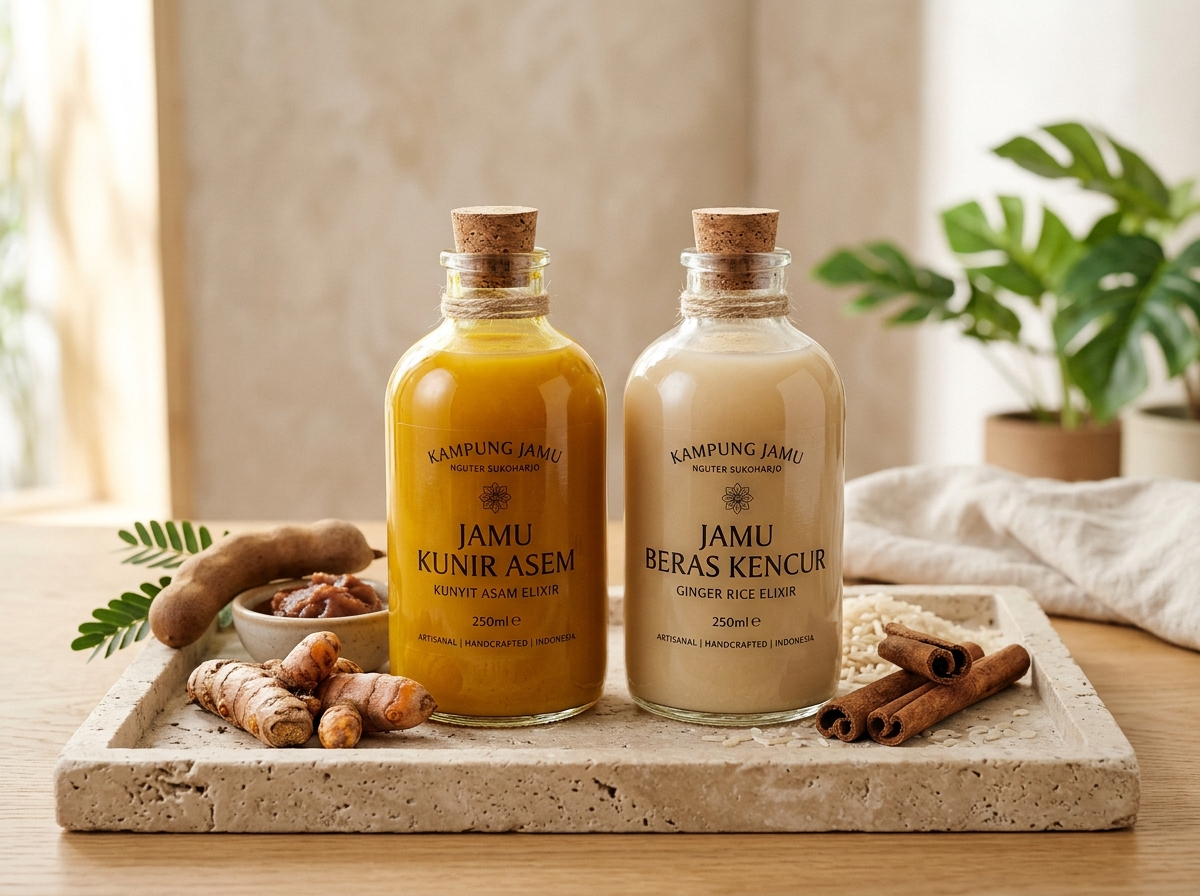 KAMPUNG JAMU
NGUTER SUKOHARJO
JAMU
KUNIR ASEM
KUNYIT ASAM ELIXIR
250ml ℮
ARTISANAL | HANDCRAFTED | INDONESIA
KAMPUNG JAMU
NGUTER SUKOHARJO
JAMU
BERAS KENCUR
GINGER RICE ELIXIR
250ml ℮
ARTISANAL | HANDCRAFTED | INDONESIA